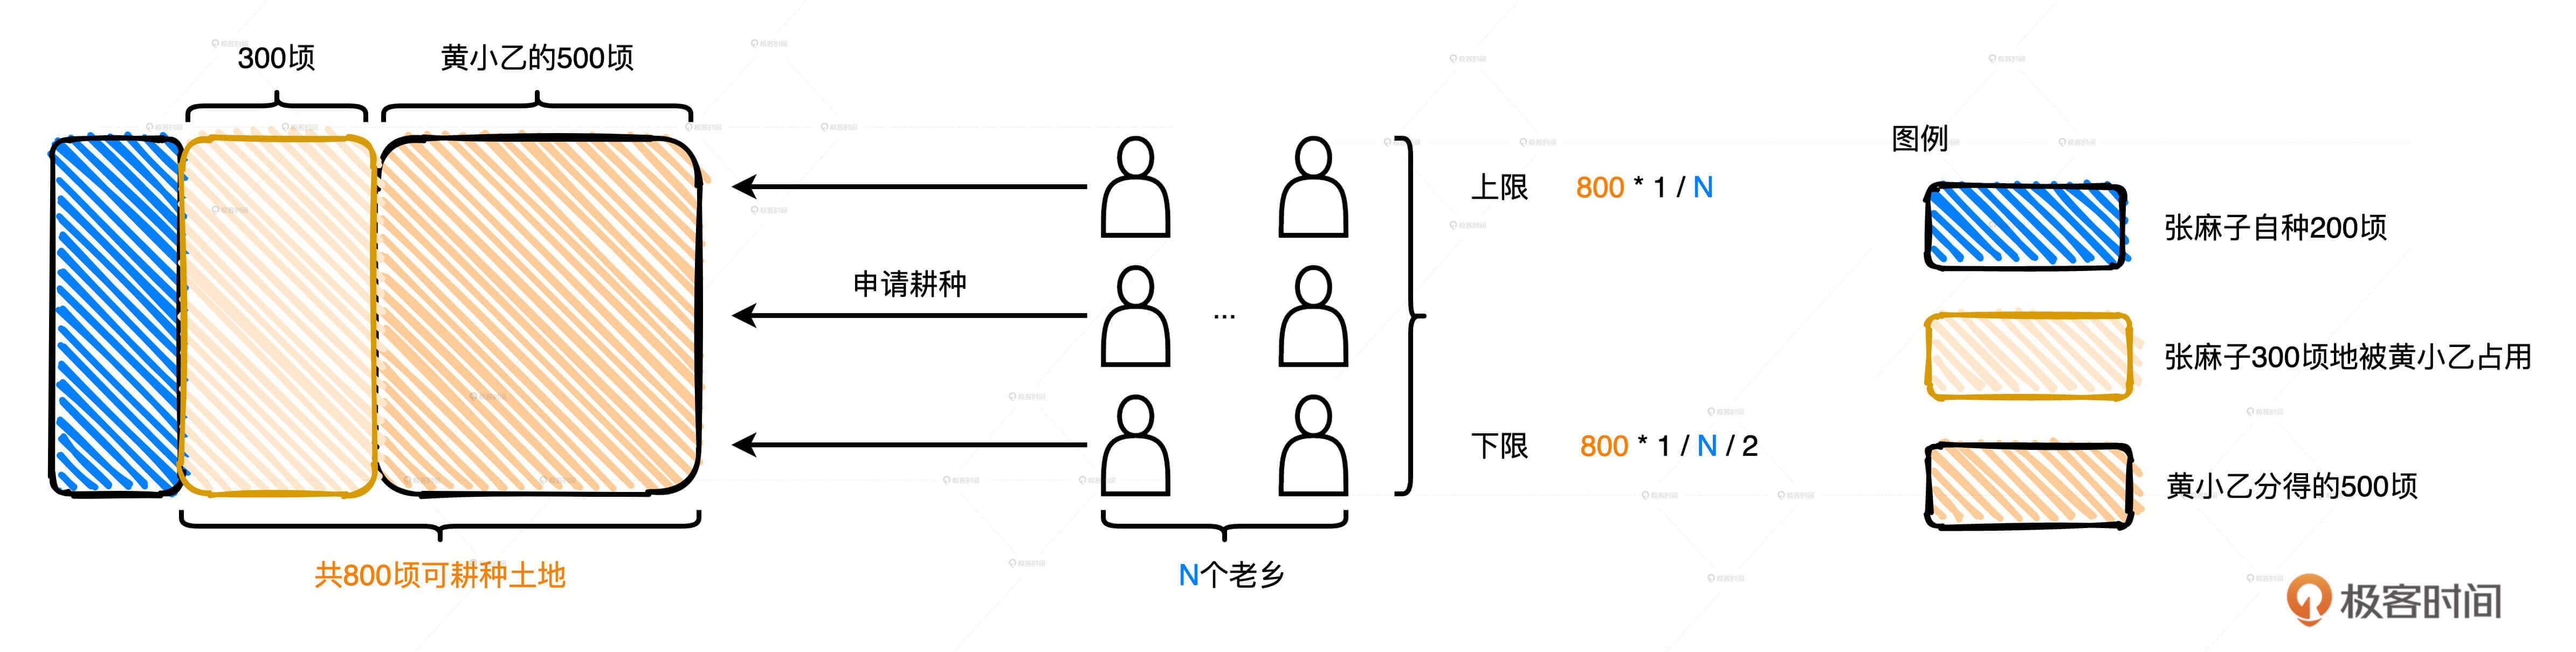 300顷
黄小乙的500顷
共800顷可耕种土地
申请耕种
...
N个老乡
上限 800 * 1 / N
下限 800 * 1 / N / 2
图例
张麻子自种200顷
张麻子300顷地被黄小乙占用
黄小乙分得的500顷
极客时间